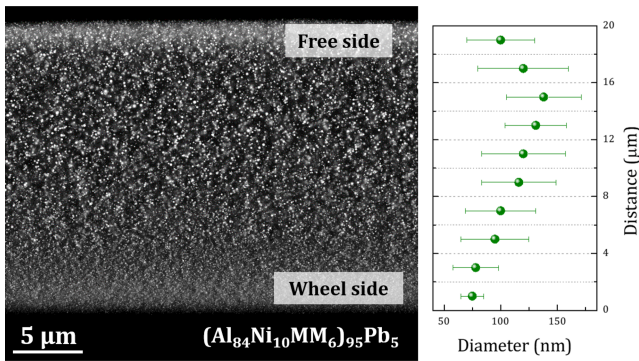 Free side
Wheel side
5 μm
(Al₈₄Ni₁₀MM₆)₉₅Pb₅
20
16
12
8
4
0
Distance (μm)
50
100
150
Diameter (nm)